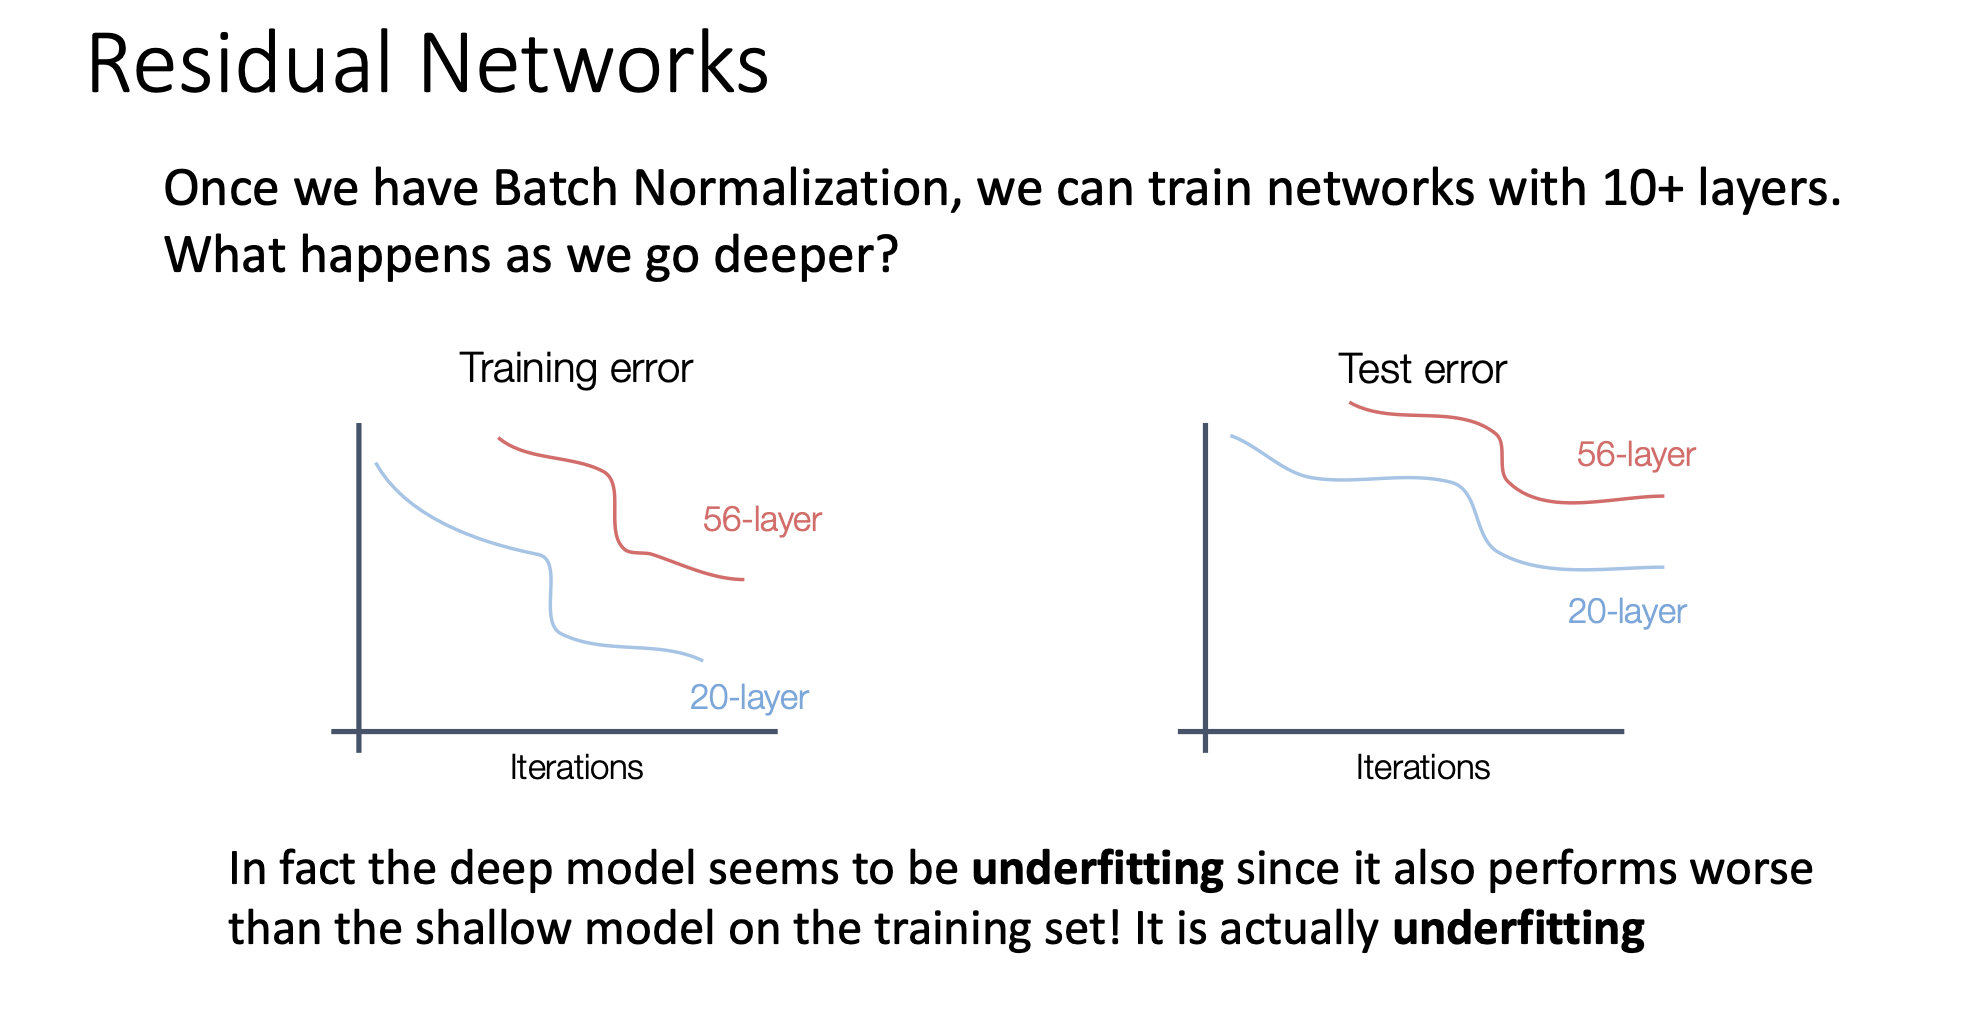 Residual Networks
Once we have Batch Normalization, we can train networks with 10+ layers.
What happens as we go deeper?
Training error
56-layer
20-layer
Iterations
Test error
56-layer
20-layer
Iterations
In fact the deep model seems to be underfitting since it also performs worse
than the shallow model on the training set! It is actually underfitting